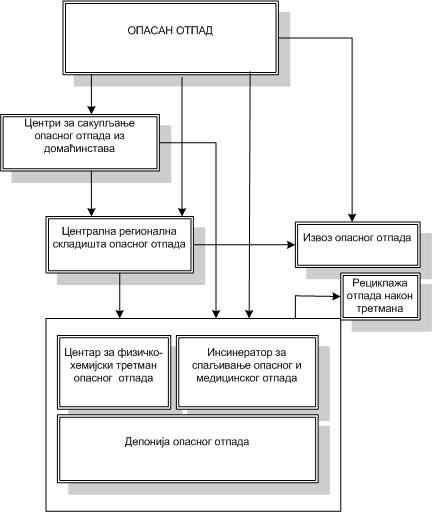 ОПАСАН ОТПАД
Центри за сакупљање
опасног отпада из
домаћинстава
Централна регионална
складишта опасног отпада
Извоз опасног отпада
Рециклажа
отпада након
третмана
Центар за физичко-
хемијски третман
опасног отпада
Инсинератор за
спаљивање опасног и
медицинског отпада
Депонија опасног отпада